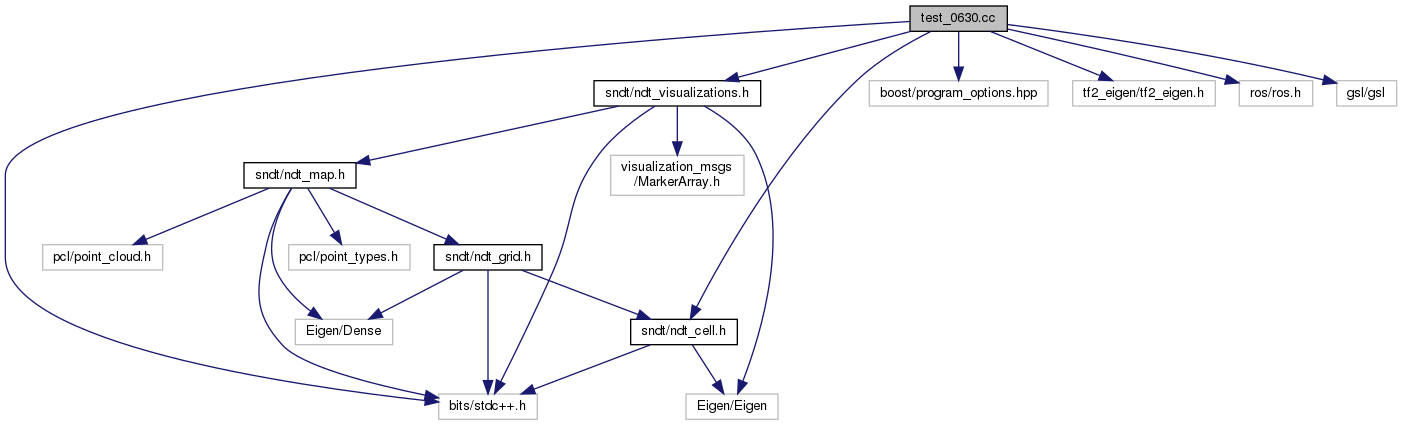 test_0630.cc
sndt/ndt_visualizations.h
boost/program_options.hpp
tf2_eigen/tf2_eigen.h
ros/ros.h
gsl/gsl
sndt/ndt_map.h
visualization_msgs
/MarkerArray.h
pcl/point_cloud.h
pcl/point_types.h
sndt/ndt_grid.h
Eigen/Dense
sndt/ndt_cell.h
bits/stdc++.h
Eigen/Eigen